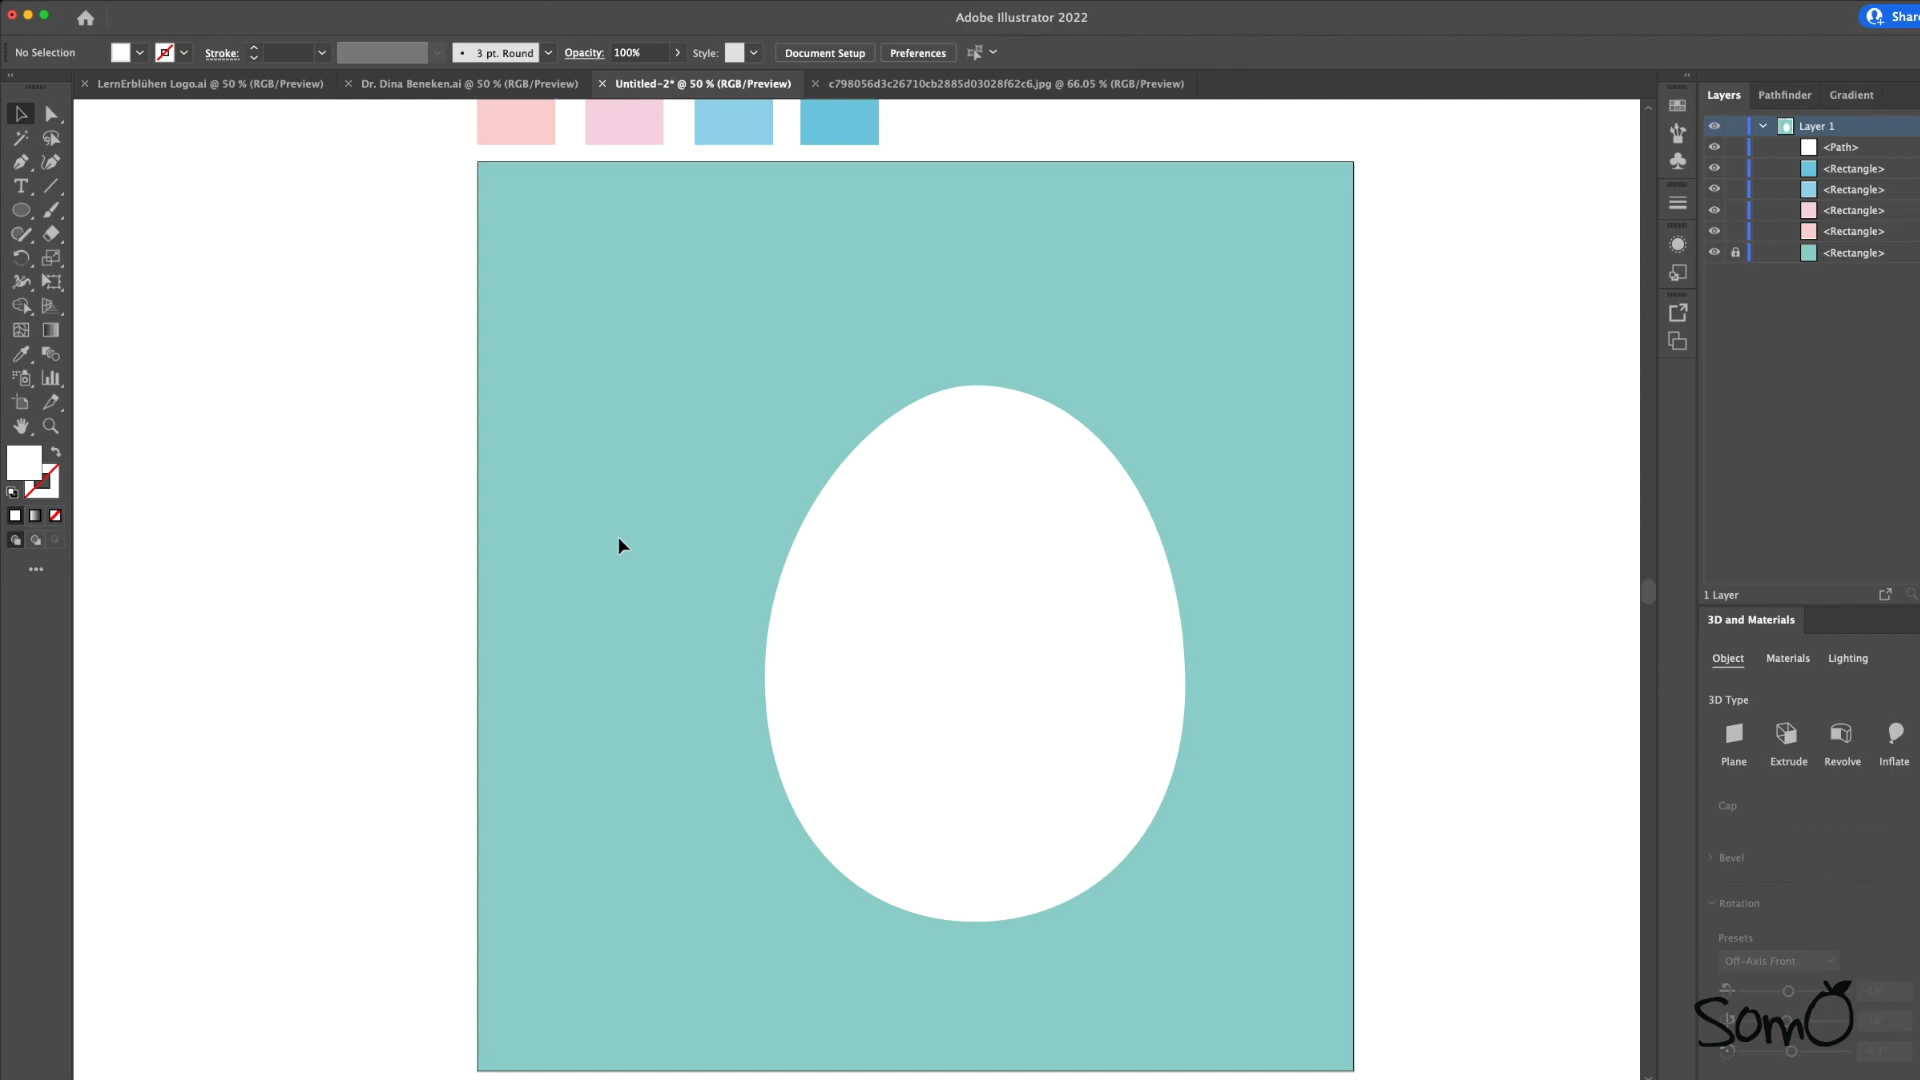 Adobe Illustrator 2022
Share
No Selection
Stroke:
3 pt. Round
Opacity: 100%
Style:
Document Setup
Preferences
LernErblühen Logo.ai @ 50 % (RGB/Preview)
Dr. Dina Beneken.ai @ 50 % (RGB/Preview)
Untitled-2* @ 50 % (RGB/Preview)
c798056d3c26710cb2885d03028f62c6.jpg @ 66.05 % (RGB/Preview)
Layers Pathfinder Gradient
Layer 1
<Path>
<Rectangle>
<Rectangle>
<Rectangle>
<Rectangle>
<Rectangle>
1 Layer
3D and Materials
Object Materials Lighting
3D Type
Plane Extrude Revolve Inflate
Cap
Bevel
Rotation
Presets
Off-Axis Front
SomO